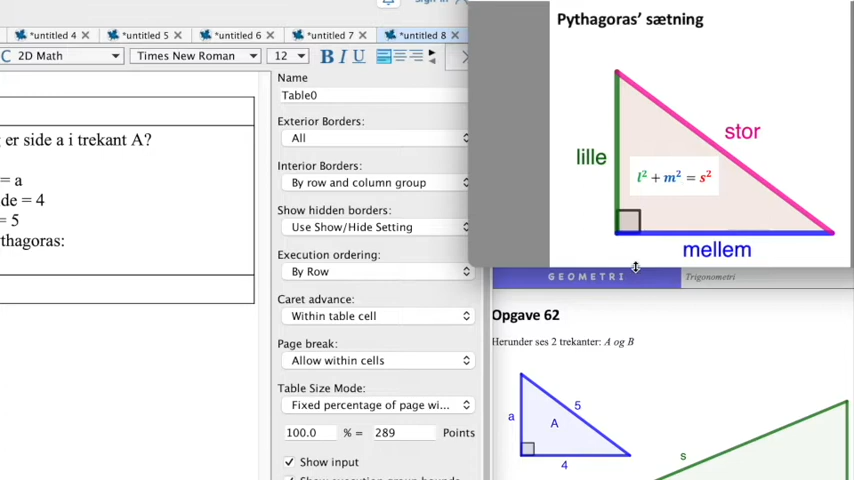 *untitled 4
*untitled 5
*untitled 6
*untitled 7
*untitled 8
C 2D Math
Times New Roman
12
B I U
er side a i trekant A?
= a
de = 4
= 5
thagoras:
Name
Table0
Exterior Borders:
All
Interior Borders:
By row and column group
Show hidden borders:
Use Show/Hide Setting
Execution ordering:
By Row
Caret advance:
Within table cell
Page break:
Allow within cells
Table Size Mode:
Fixed percentage of page wi...
100.0 % = 289 Points
Show input
Pythagoras' sætning
stor
lille
l² + m² = s²
mellem
GEOMETRI
Trigonometri
Opgave 62
Herunder ses 2 trekanter: A og B
a
5
A
4
s